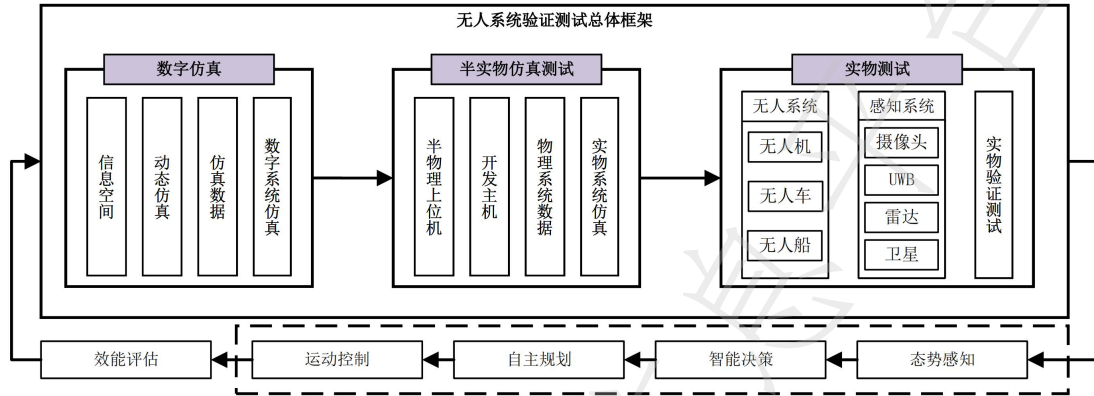 无人系统验证测试总体框架
数字仿真
信息空间
动态仿真
仿真数据
数字系统仿真
半实物仿真测试
半物理上位机
开发主机
物理系统数据
实物系统仿真
实物测试
无人系统
无人机
无人车
无人船
感知系统
摄像头
UWB
雷达
卫星
实物验证测试
效能评估
运动控制
自主规划
智能决策
态势感知